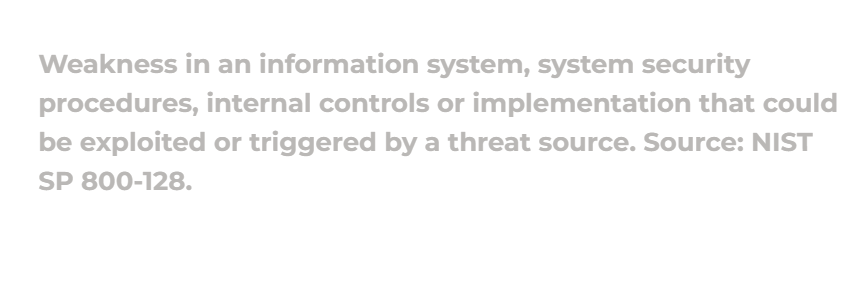 Weakness in an information system, system security
procedures, internal controls or implementation that could
be exploited or triggered by a threat source. Source: NIST
SP 800-128.